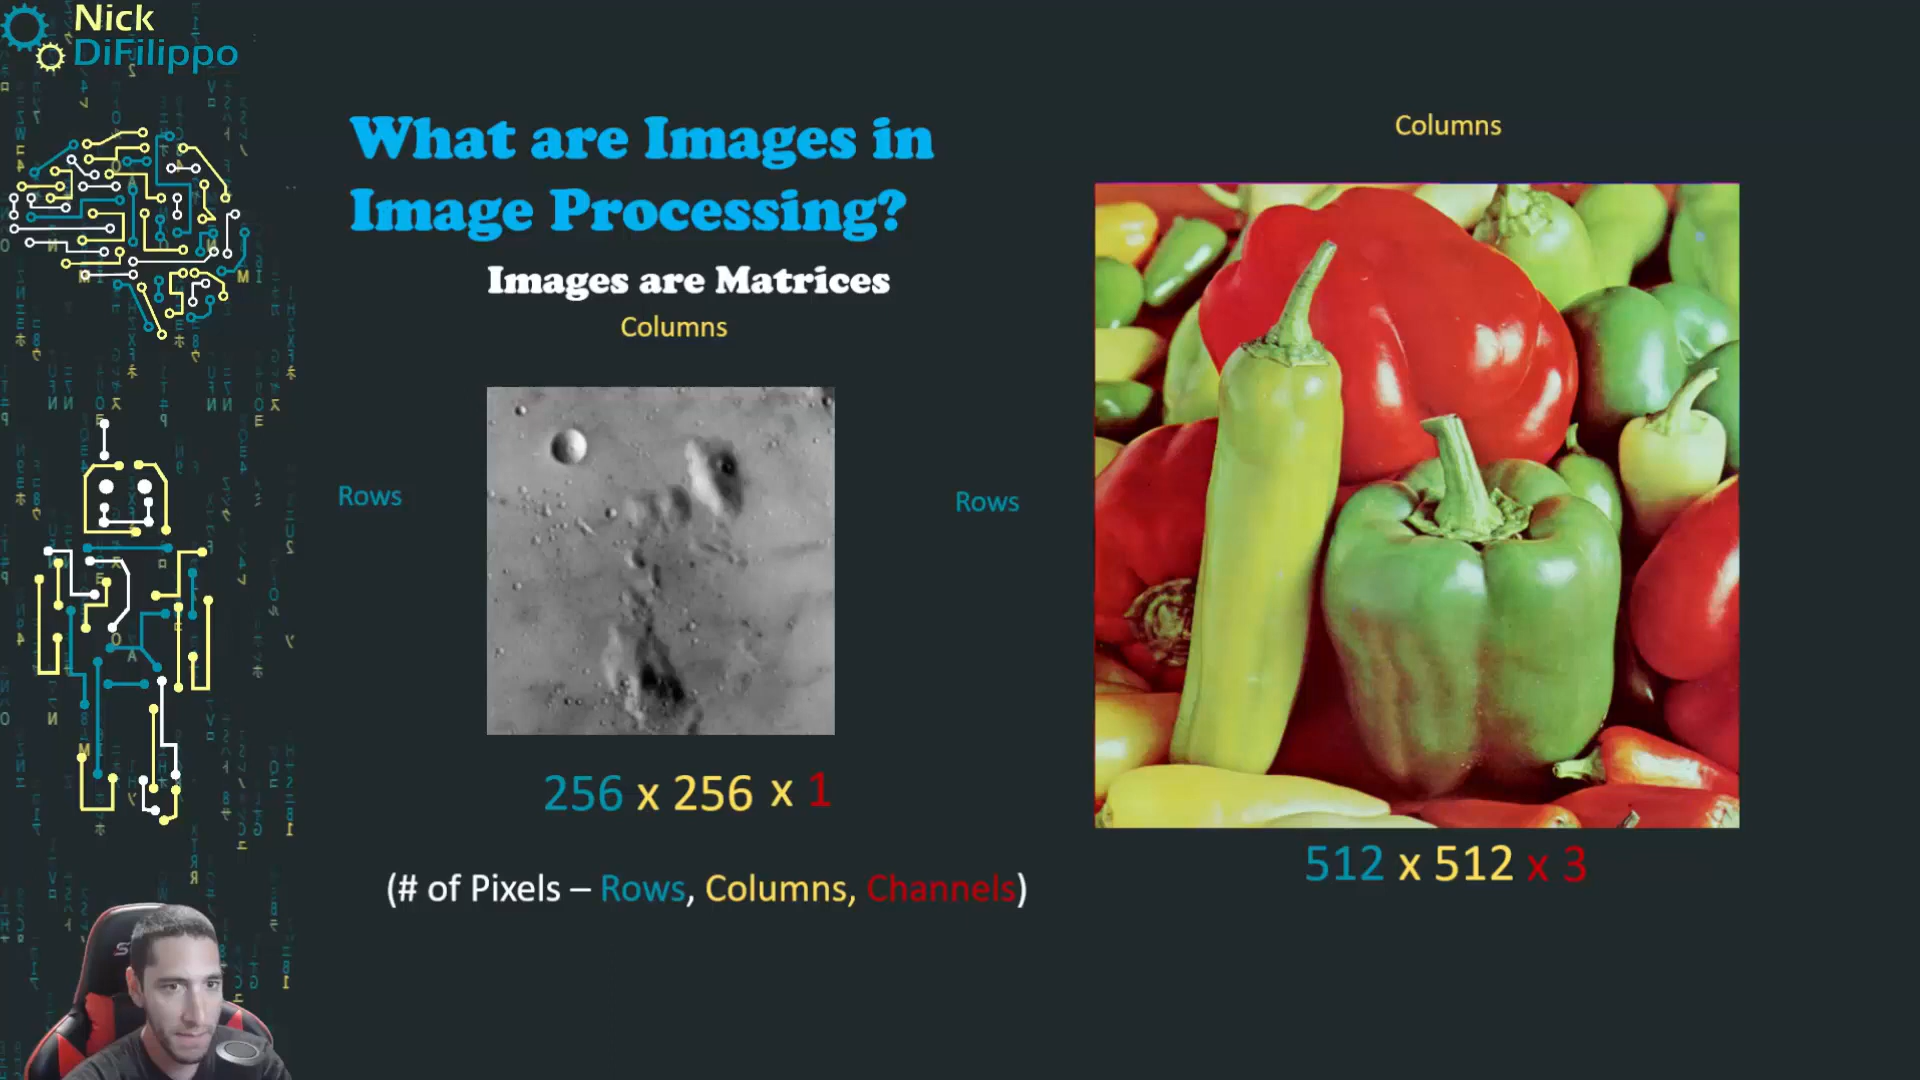 Nick
DiFilippo
What are Images in
Image Processing?
Images are Matrices
Columns
Rows
256 x 256 x 1
(# of Pixels – Rows, Columns, Channels)
Columns
Rows
512 x 512 x 3